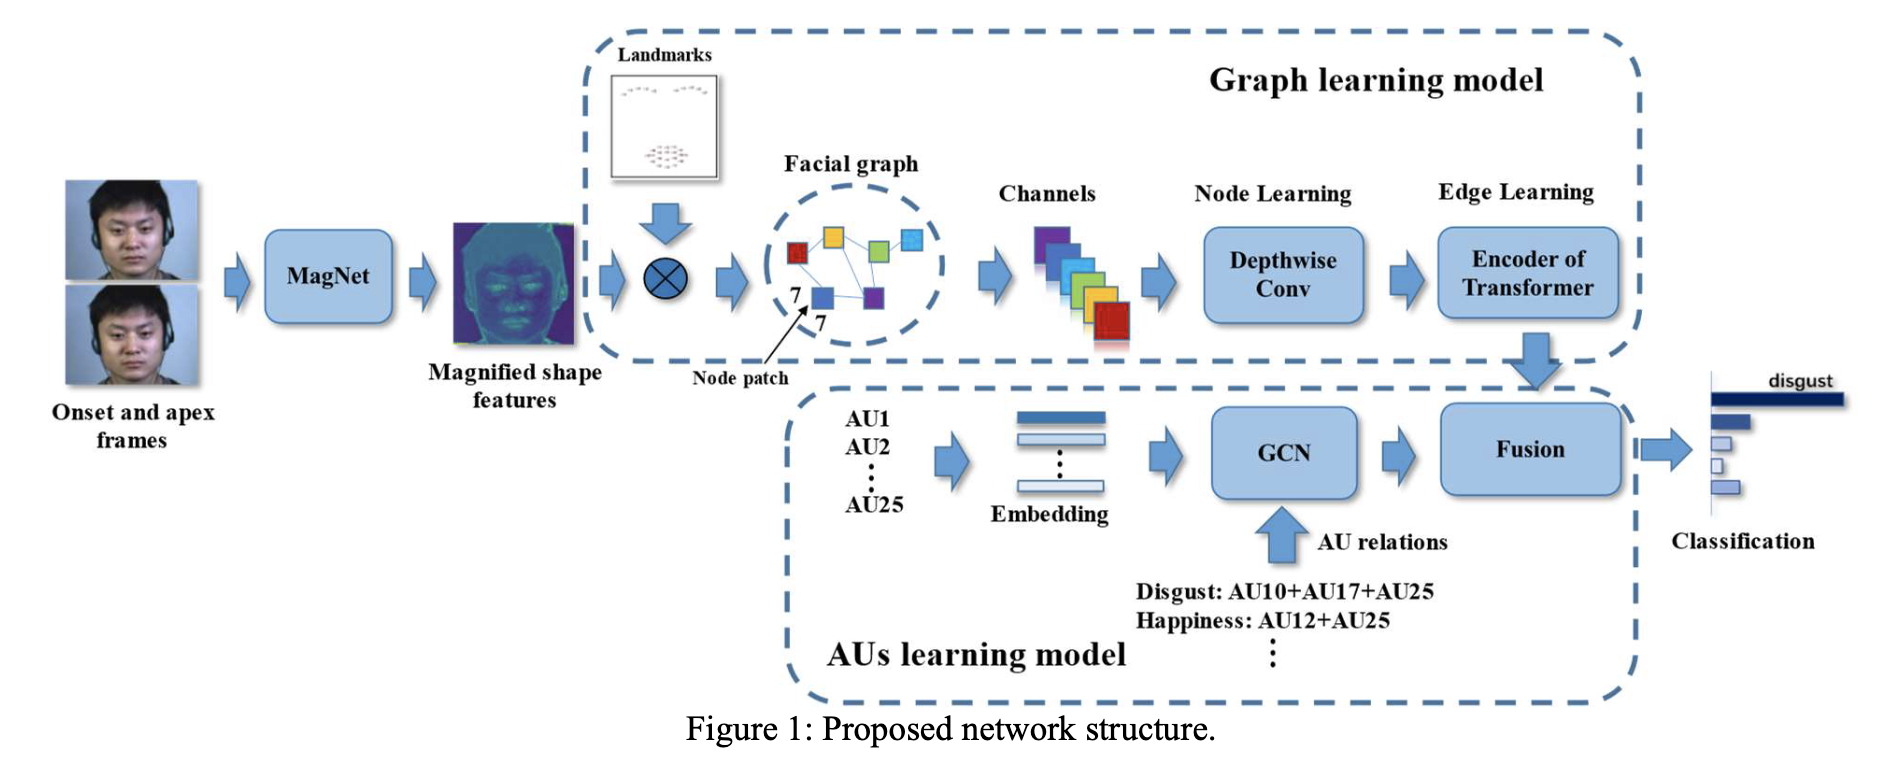 Landmarks
Graph learning model
Facial graph
Channels
Node Learning
Edge Learning
MagNet
7
7
Depthwise
Conv
Encoder of
Transformer
Magnified shape
features
Node patch
Onset and apex
frames
AU1
AU2
AU25
Embedding
GCN
Fusion
disgust
Classification
AU relations
Disgust: AU10+AU17+AU25
Happiness: AU12+AU25
AUs learning model
Figure 1: Proposed network structure.